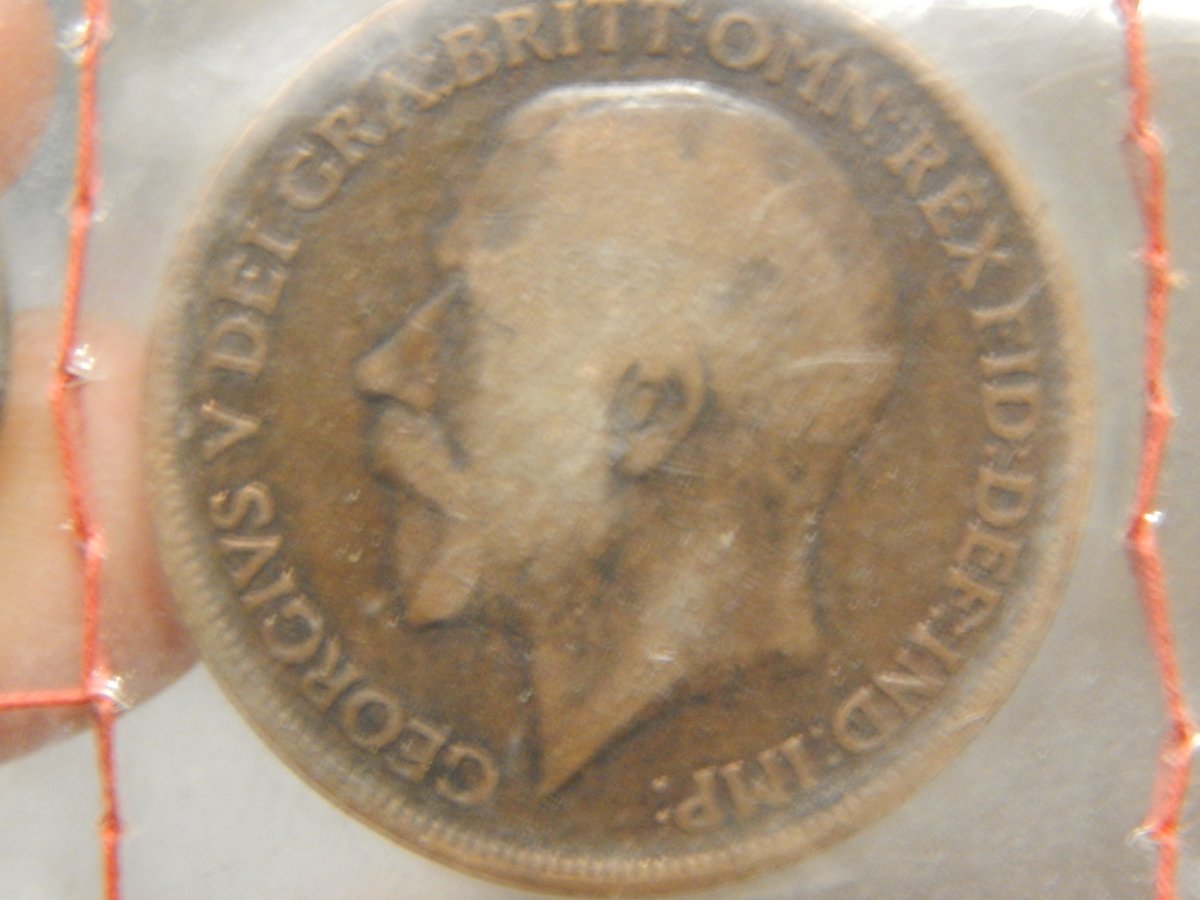 GEORGIVS V DEI GRA:BRITT:OMN:REX FID:DEF:IND:IMP: